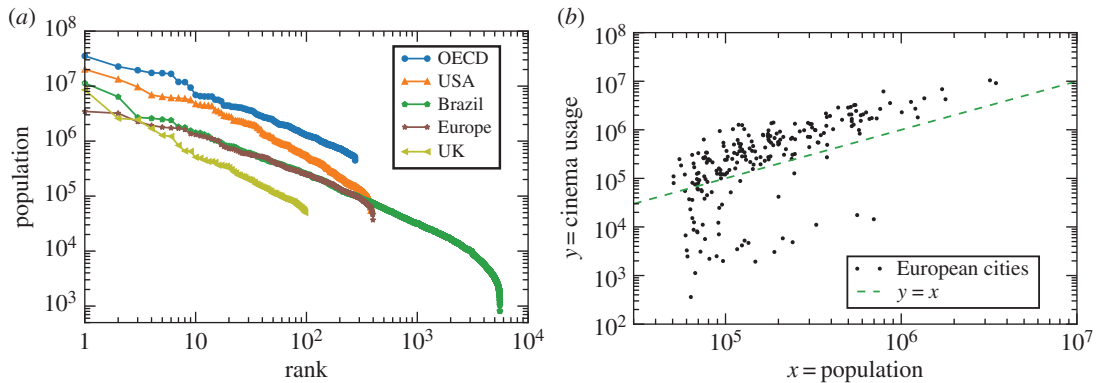 (a)
10^8
10^7
10^6
10^5
10^4
10^3
population
1
10
10^2
10^3
10^4
rank
OECD
USA
Brazil
Europe
UK
(b)
10^8
10^7
10^6
10^5
10^4
10^3
10^2
y = cinema usage
10^5
10^6
10^7
x = population
European cities
y = x